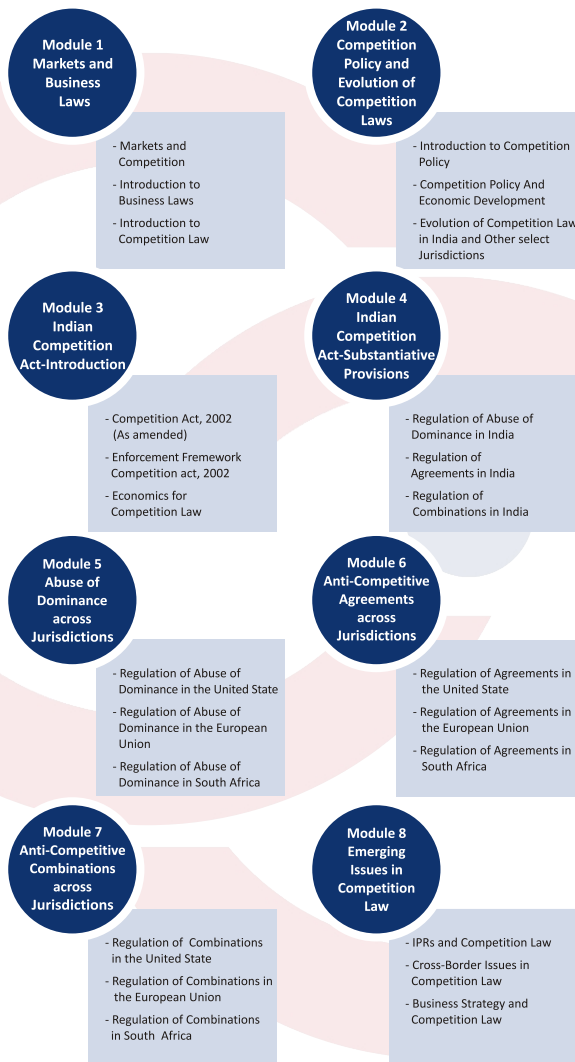 Module 1
Markets and
Business
Laws
- Markets and
Competition
- Introduction to
Business Laws
- Introduction to
Competition Law
Module 2
Competition
Policy and
Evolution of
Competition
Laws
- Introduction to Competition
Policy
- Competition Policy And
Economic Development
- Evolution of Competition Law
in India and Other select
Jurisdictions
Module 3
Indian
Competition
Act-Introduction
- Competition Act, 2002
(As amended)
- Enforcement Fremework
Competition act, 2002
- Economics for
Competition Law
Module 4
Indian
Competition
Act-Substantiative
Provisions
- Regulation of Abuse of
Dominance in India
- Regulation of
Agreements in India
- Regulation of
Combinations in India
Module 5
Abuse of
Dominance
across
Jurisdictions
- Regulation of Abuse of
Dominance in the United State
- Regulation of Abuse of
Dominance in the European
Union
- Regulation of Abuse of
Dominance in South Africa
Module 6
Anti-Competitive
Agreements
across
Jurisdictions
- Regulation of Agreements in
the United State
- Regulation of Agreements in
the European Union
- Regulation of Agreements in
South Africa
Module 7
Anti-Competitive
Combinations
across
Jurisdictions
- Regulation of Combinations
in the United State
- Regulation of Combinations in
the European Union
- Regulation of Combinations
in South Africa
Module 8
Emerging
Issues in
Competition
Law
- IPRs and Competition Law
- Cross-Border Issues in
Competition Law
- Business Strategy and
Competition Law